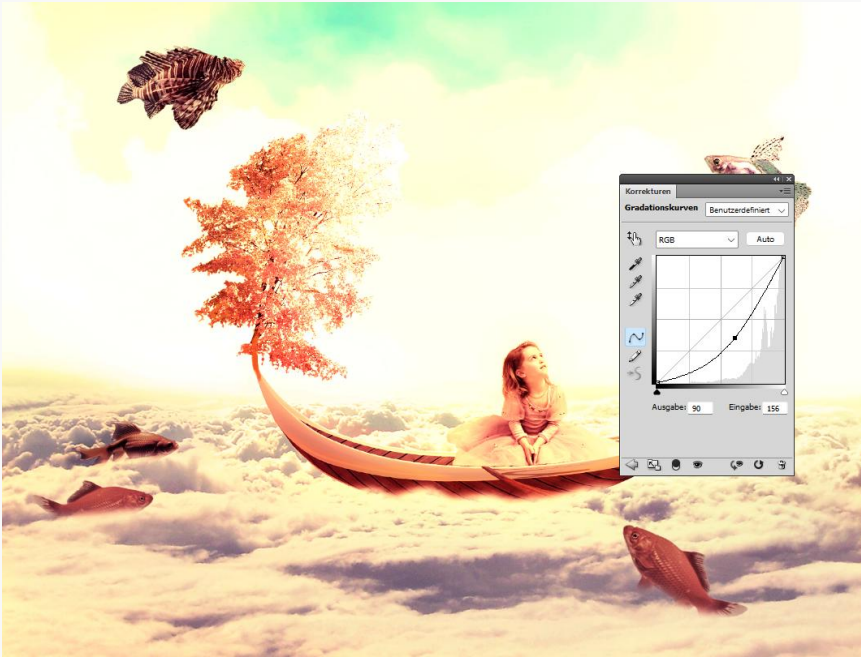 Korrekturen
Gradationskurven Benutzerdefiniert
RGB Auto
Ausgabe: 90 Eingabe: 156